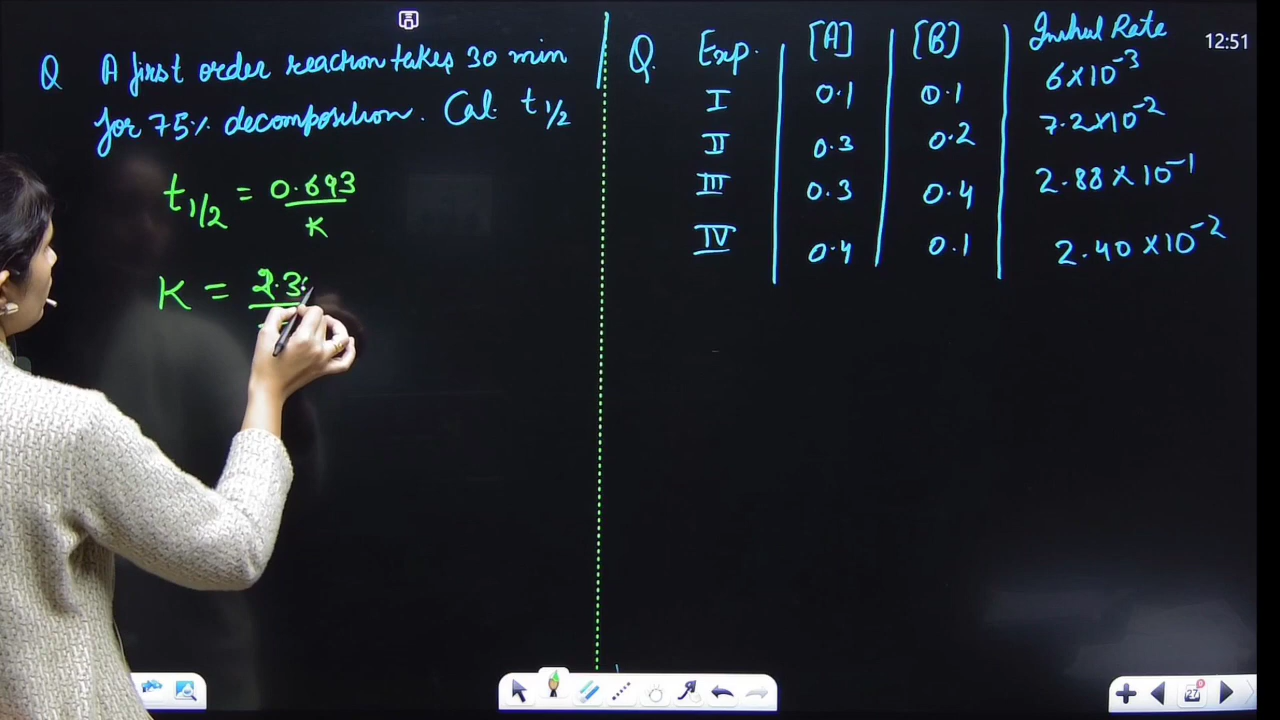 Q A first order reaction takes 30 min
for 75% decomposition. Cal. t 1/2
t1/2 = 0.693
K
K = 2.3
Q. Exp. [A] [B] Initial Rate
I 0.1 0.1 6×10-3
II 0.3 0.2 7.2×10-2
III 0.3 0.4 2.88×10-1
IV 0.4 0.1 2.40×10-2
12:51
27